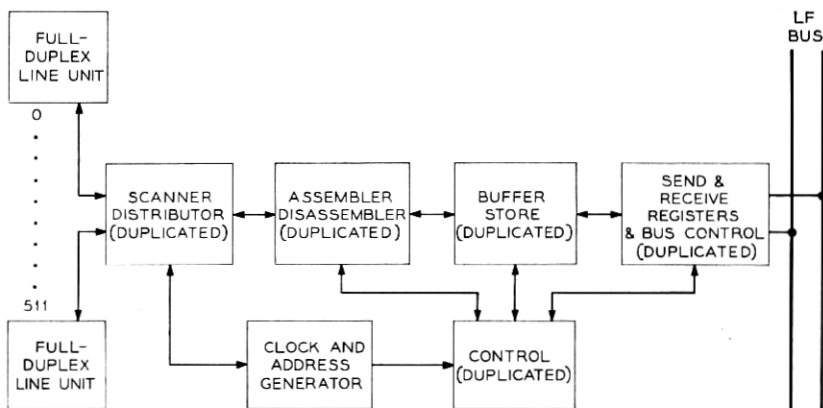 LF
BUS
FULL-
DUPLEX
LINE UNIT
0
511
FULL-
DUPLEX
LINE UNIT
SCANNER
DISTRIBUTOR
(DUPLICATED)
ASSEMBLER
DISASSEMBLER
(DUPLICATED)
BUFFER
STORE
(DUPLICATED)
SEND &
RECEIVE
REGISTERS
& BUS CONTROL
(DUPLICATED)
CLOCK AND
ADDRESS
GENERATOR
CONTROL
(DUPLICATED)